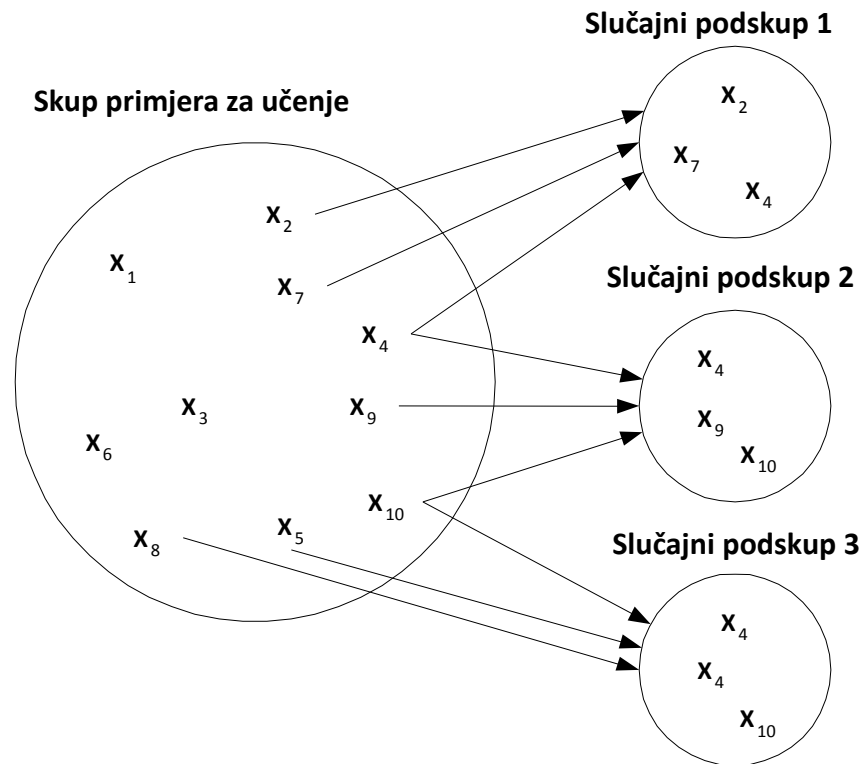 Slučajni podskup 1
Skup primjera za učenje
X₂
X₇
X₄
X₂
X₁
X₇
X₄
X₃
X₉
X₆
X₁₀
X₅
X₈
Slučajni podskup 2
X₄
X₉
X₁₀
Slučajni podskup 3
X₄
X₄
X₁₀